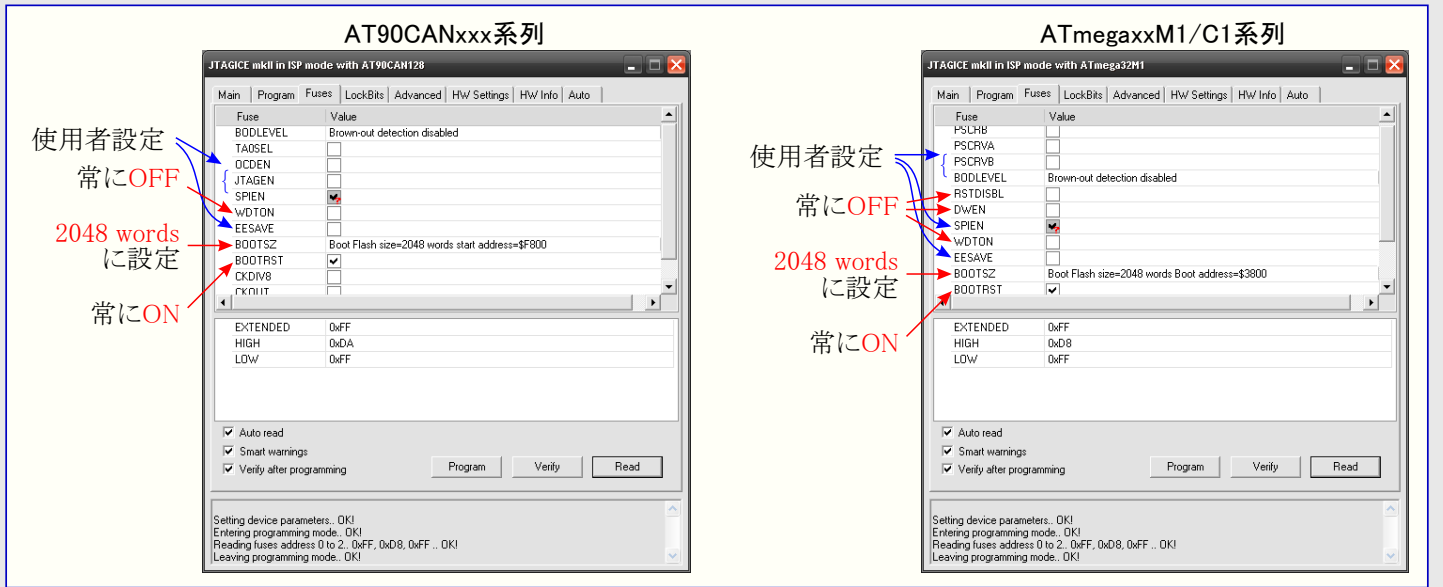 AT90CANxxx系列
JTAGICE mkII in ISP mode with AT90CAN128
Main Program Fuses LockBits Advanced HW Settings HW Info Auto
Fuse Value
BODLEVEL Brown-out detection disabled
TA0SEL
OCDEN
JTAGEN
SPIEN
WDTON
EESAVE
BOOTSZ Boot Flash size=2048 words start address=$F800
BOOTRST
CKDIV8
CKOUT
使用者設定
常にOFF
2048 words
に設定
常にON
EXTENDED 0xFF
HIGH 0xDA
LOW 0xFF
Auto read
Smart warnings
Verify after programming
Program Verify Read
Setting device parameters.. OK!
Entering programming mode.. OK!
Reading fuses address 0 to 2.. 0xFF, 0xD8, 0xFF .. OK!
Leaving programming mode.. OK!
ATmegaxxM1/C1系列
JTAGICE mkII in ISP mode with ATmega32M1
Main Program Fuses LockBits Advanced HW Settings HW Info Auto
Fuse Value
PSCRB
PSCRVA
PSCRVB
BODLEVEL Brown-out detection disabled
RSTDISBL
DWEN
SPIEN
WDTON
EESAVE
BOOTSZ Boot Flash size=2048 words Boot address=$3800
BOOTRST
使用者設定
常にOFF
2048 words
に設定
常にON
EXTENDED 0xFF
HIGH 0xD8
LOW 0xFF
Auto read
Smart warnings
Verify after programming
Program Verify Read
Setting device parameters.. OK!
Entering programming mode.. OK!
Reading fuses address 0 to 2.. 0xFF, 0xD8, 0xFF .. OK!
Leaving programming mode.. OK!